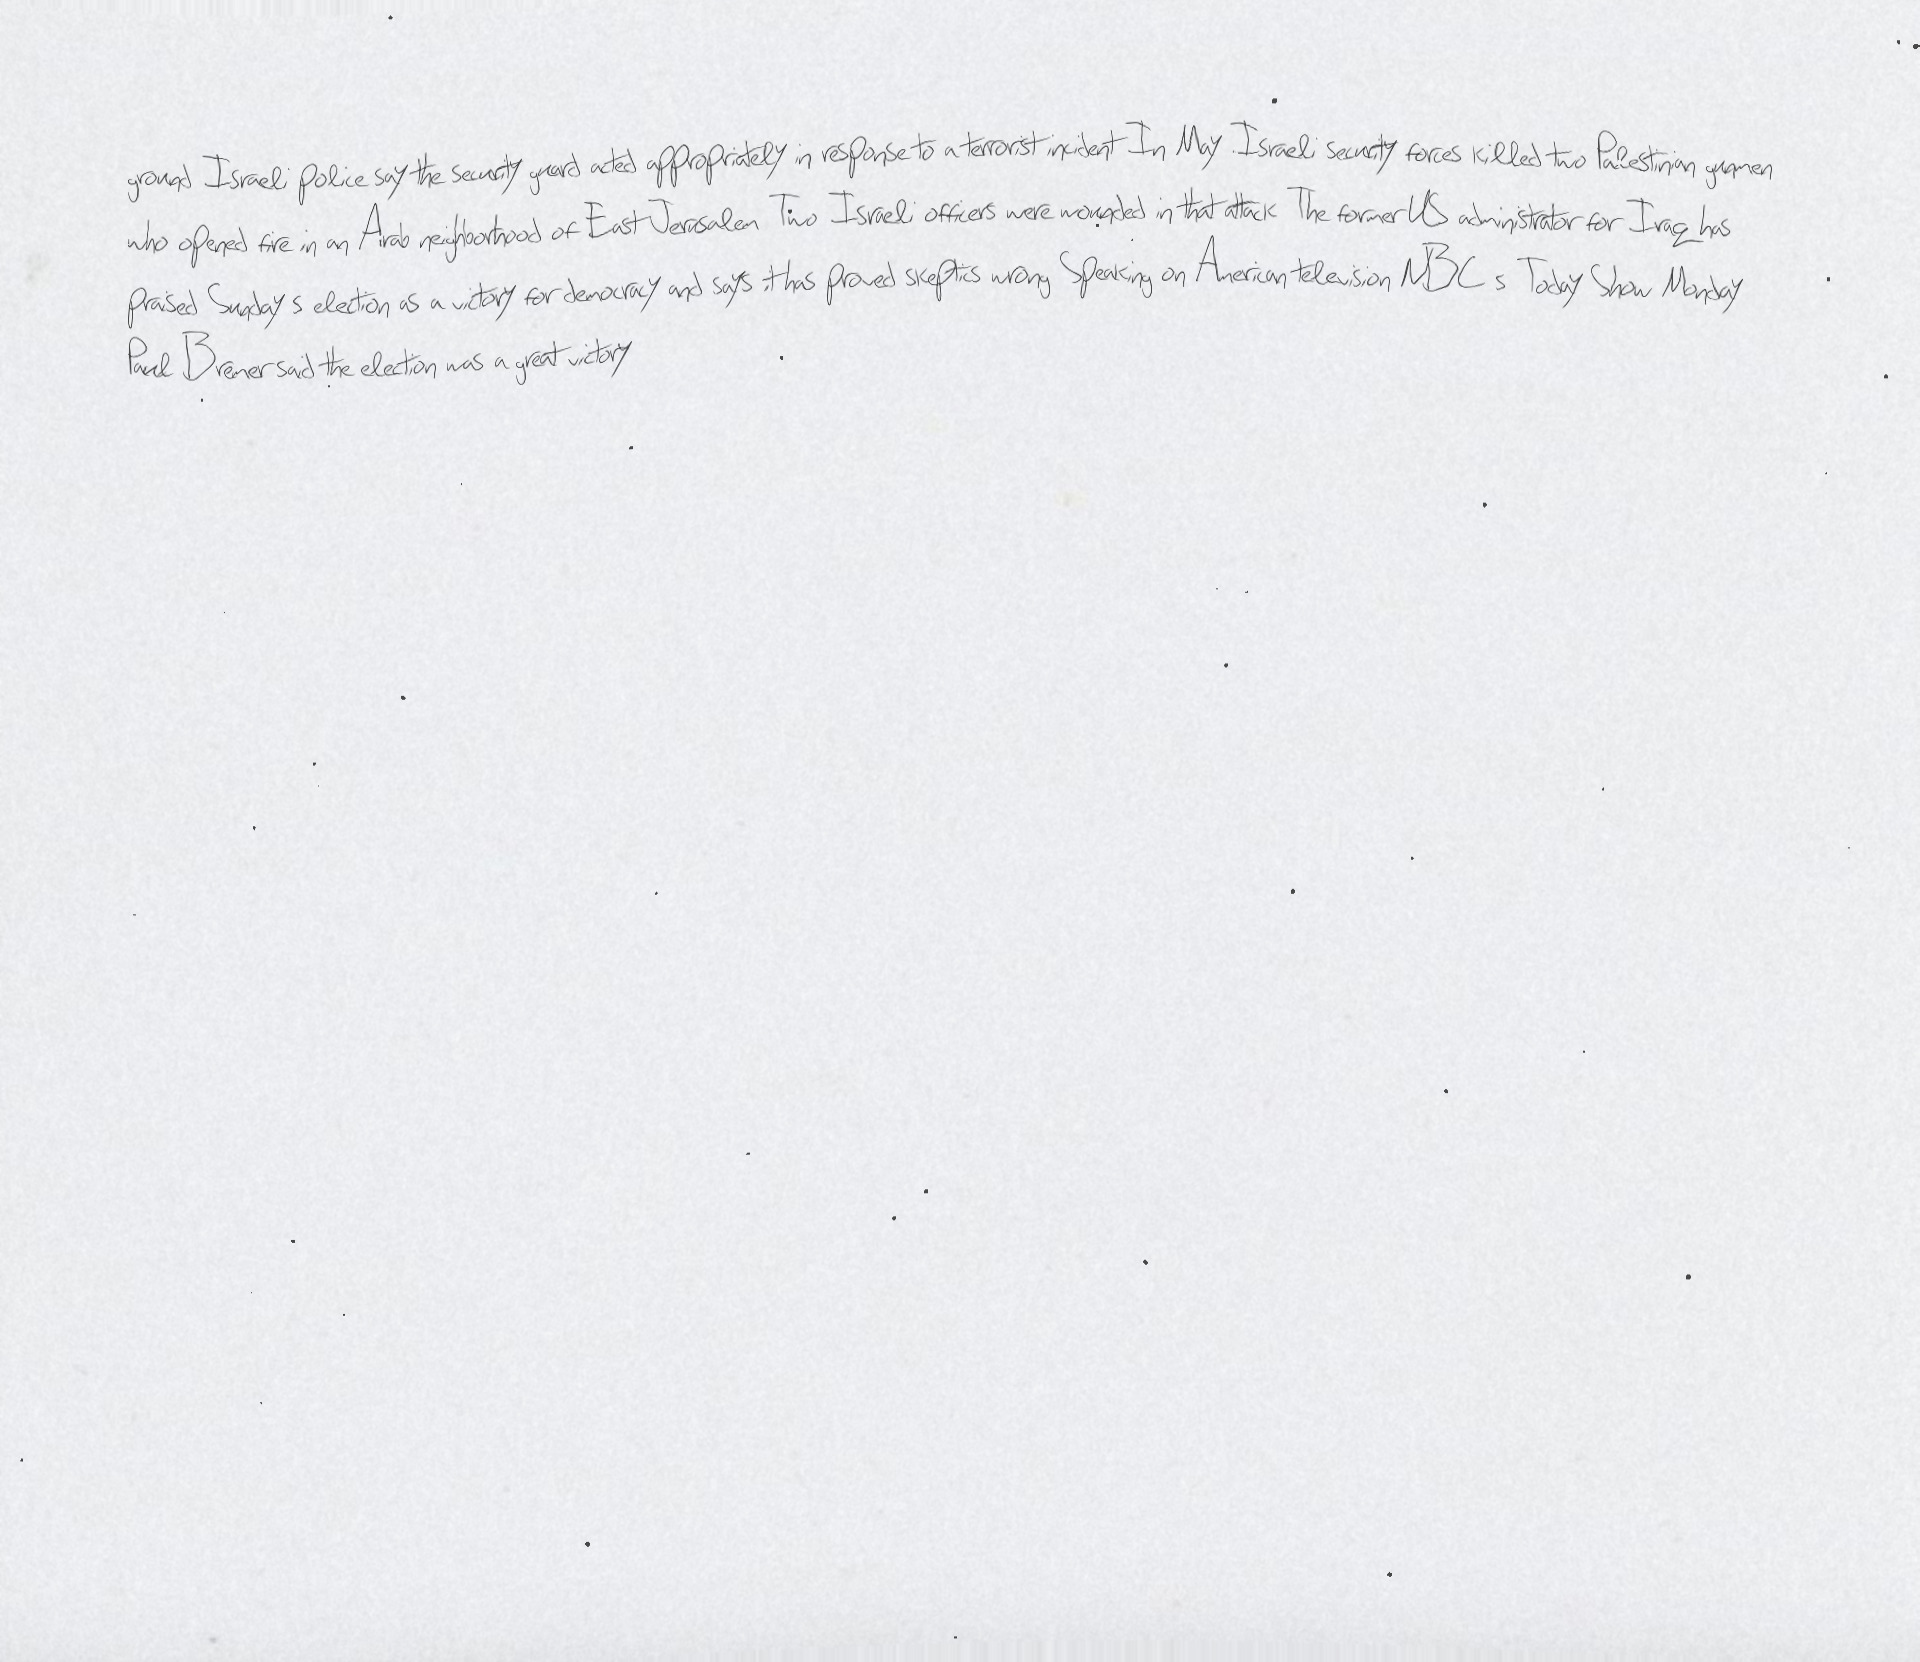 ground Israeli police say the security guard acted appropriately in response to a terrorist incident In May Israeli security forces killed two Palestinian gunmen
who opened fire in an Arab neighborhood of East Jerusalem Two Israeli officers were wounded in that attack The former US administrator for Iraq has
praised Sunday s election as a victory for democracy and says it has proved skeptics wrong Speaking on American television NBC s Today Show Monday
Paul Bremer said the election was a great victory